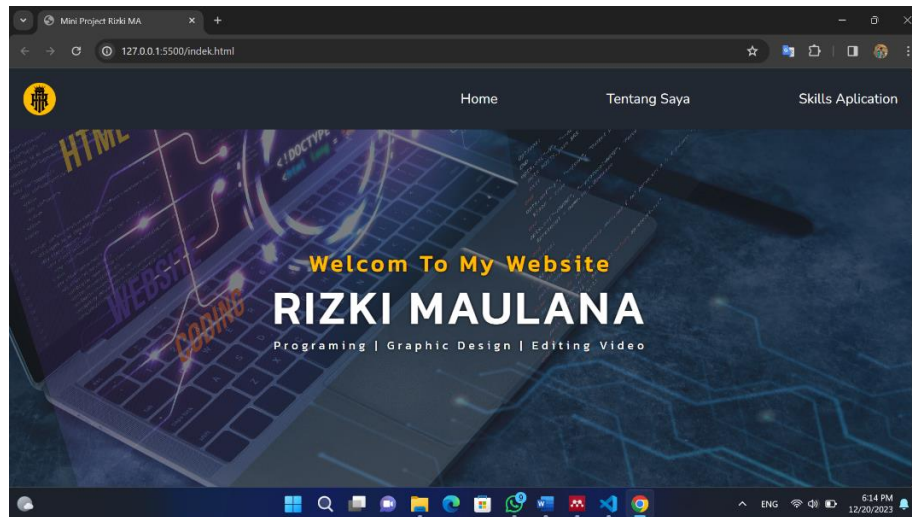 Mini Project Rizki MA
127.0.0.1:5500/indek.html
Home
Tentang Saya
Skills Aplication
HTML
<!DOCTYPE
WEBSITE
CODING
Welcom To My Website
RIZKI MAULANA
Programing | Graphic Design | Editing Video
9
ENG
6:14 PM
12/20/2023